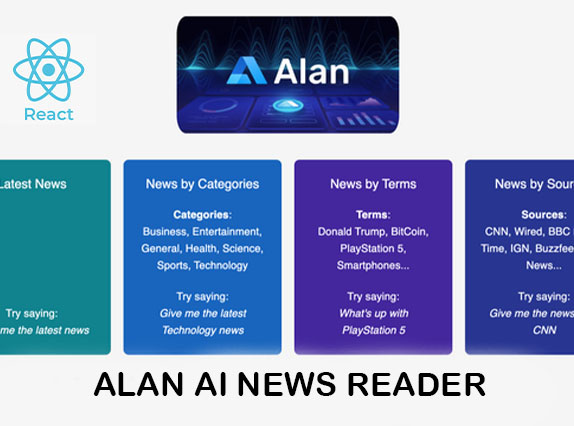 React
Alan
Latest News
Try saying:
me the latest news
News by Categories
Categories:
Business, Entertainment,
General, Health, Science,
Sports, Technology
Try saying:
Give me the latest
Technology news
News by Terms
Terms:
Donald Trump, BitCoin,
PlayStation 5,
Smartphones...
Try saying:
What's up with
PlayStation 5
News by Sour
Sources:
CNN, Wired, BBC
Time, IGN, Buzzfee
News...
Try saying:
Give me the news
CNN
ALAN AI NEWS READER